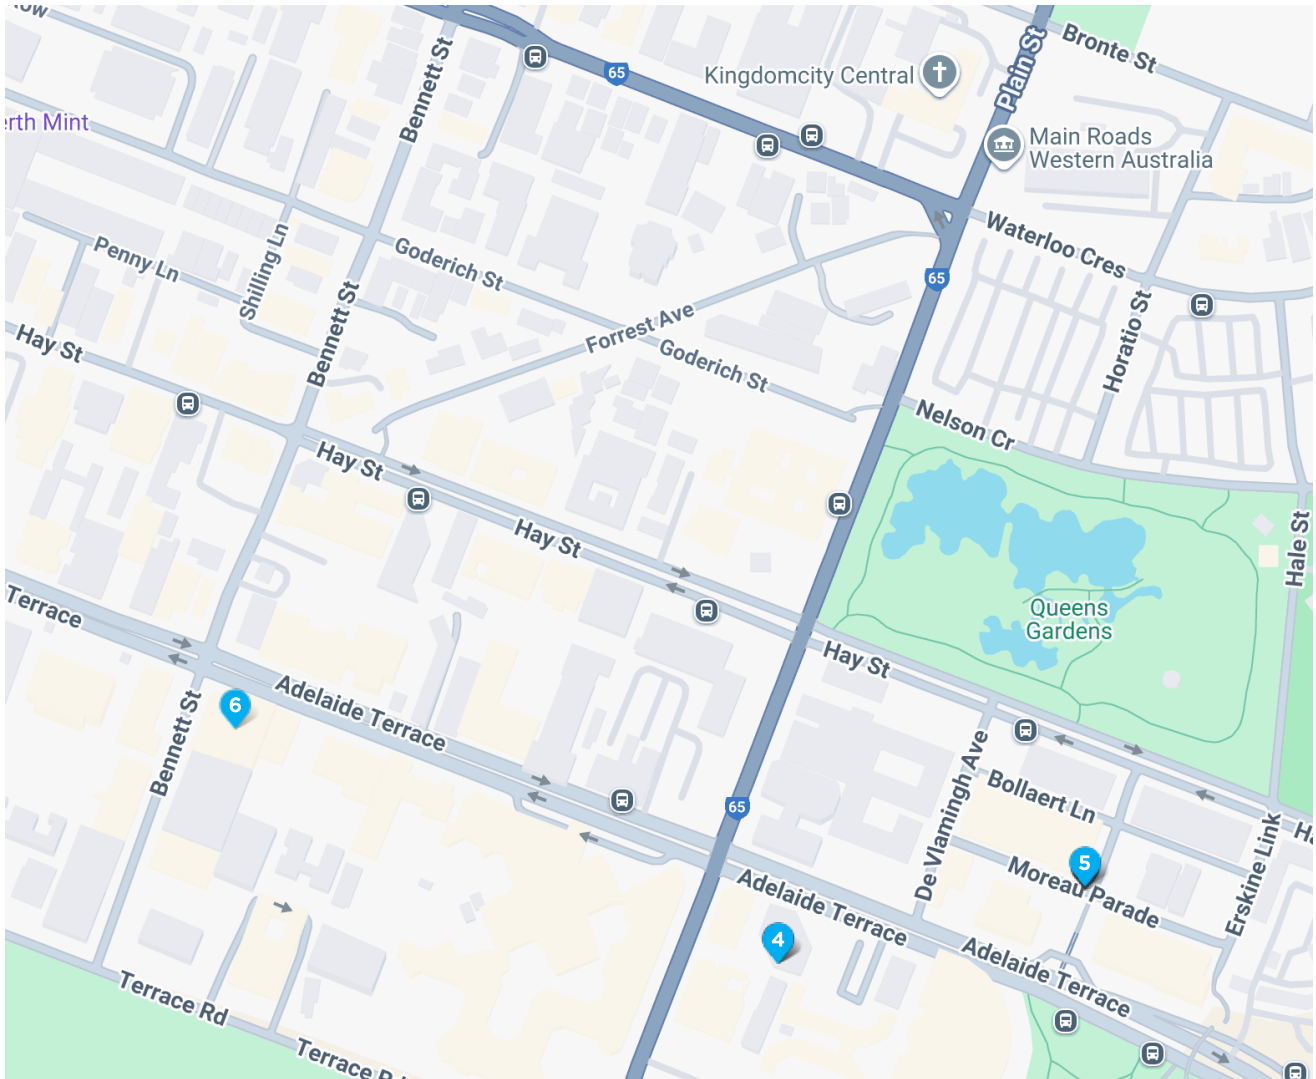 ow
Bennett St
65
Kingdomcity Central
Plain St
Bronte St
erth Mint
Main Roads
Western Australia
Penny Ln
Shilling Ln
Goderich St
Waterloo Cres
65
Hay St
Bennett St
Forrest Ave
Goderich St
Horatio St
Nelson Cr
Hay St
Hay St
Hale St
Terrace
Queens
Gardens
Hay St
Adelaide Terrace
6
Bennett St
65
De Vlamingh Ave
Bollaert Ln
Ha
Erskine Link
5
Moreau Parade
Adelaide Terrace
4
Adelaide Terrace
Terrace Rd
Terrace R